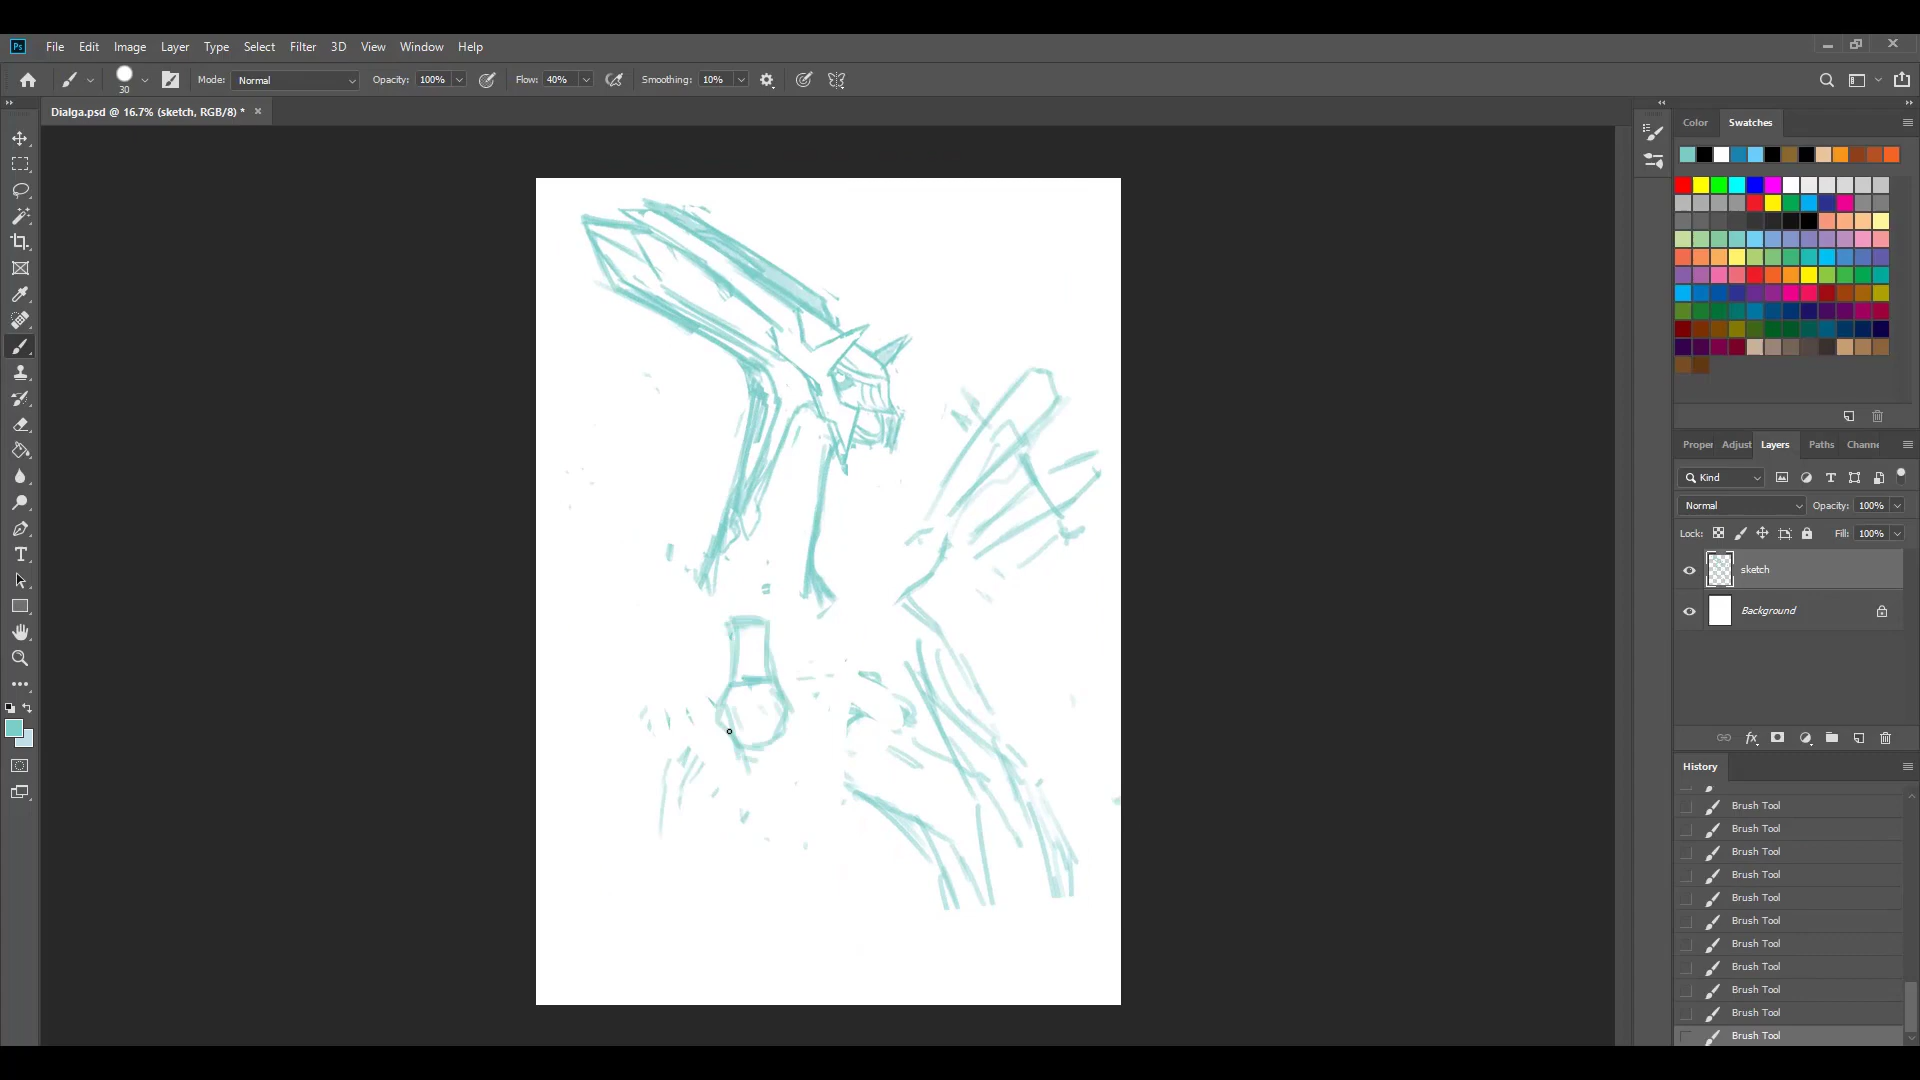 Ps File Edit Image Layer Type Select Filter 3D View Window Help
30 Mode: Normal Opacity: 100% Flow: 40% Smoothing: 10%
Dialga.psd @ 16.7% (sketch, RGB/8) *
Color Swatches
Proper Adjust Layers Paths Channe
Kind
Normal Opacity: 100%
Lock: Fill: 100%
sketch
Background
fx
History
Brush Tool
Brush Tool
Brush Tool
Brush Tool
Brush Tool
Brush Tool
Brush Tool
Brush Tool
Brush Tool
Brush Tool
Brush Tool